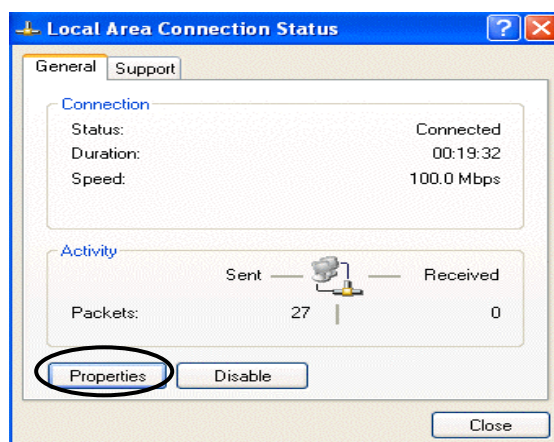 Local Area Connection Status
General Support
Connection
Status: Connected
Duration: 00:19:32
Speed: 100.0 Mbps
Activity
Sent Received
Packets: 27 0
Properties Disable
Close